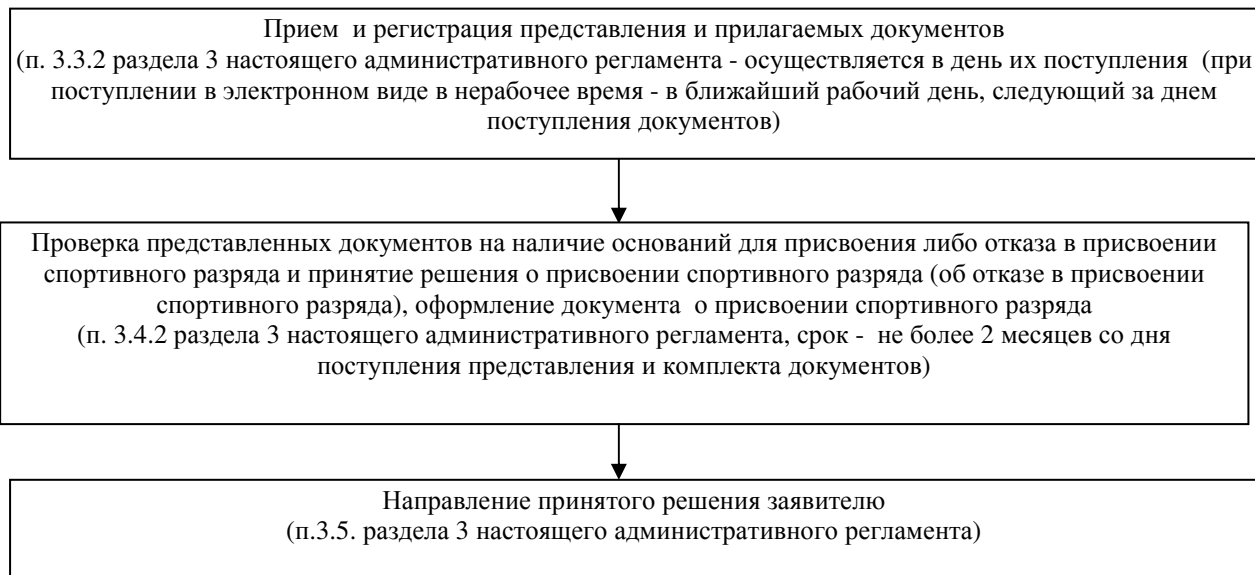 Прием и регистрация представления и прилагаемых документов
(п. 3.3.2 раздела 3 настоящего административного регламента - осуществляется в день их поступления (при
поступлении в электронном виде в нерабочее время - в ближайший рабочий день, следующий за днем
поступления документов)
Проверка представленных документов на наличие оснований для присвоения либо отказа в присвоении
спортивного разряда и принятие решения о присвоении спортивного разряда (об отказе в присвоении
спортивного разряда), оформление документа о присвоении спортивного разряда
(п. 3.4.2 раздела 3 настоящего административного регламента, срок - не более 2 месяцев со дня
поступления представления и комплекта документов)
Направление принятого решения заявителю
(п.3.5. раздела 3 настоящего административного регламента)